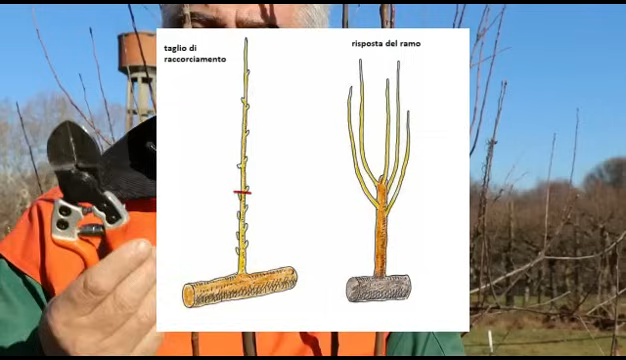 taglio di
raccorciamento
risposta del ramo